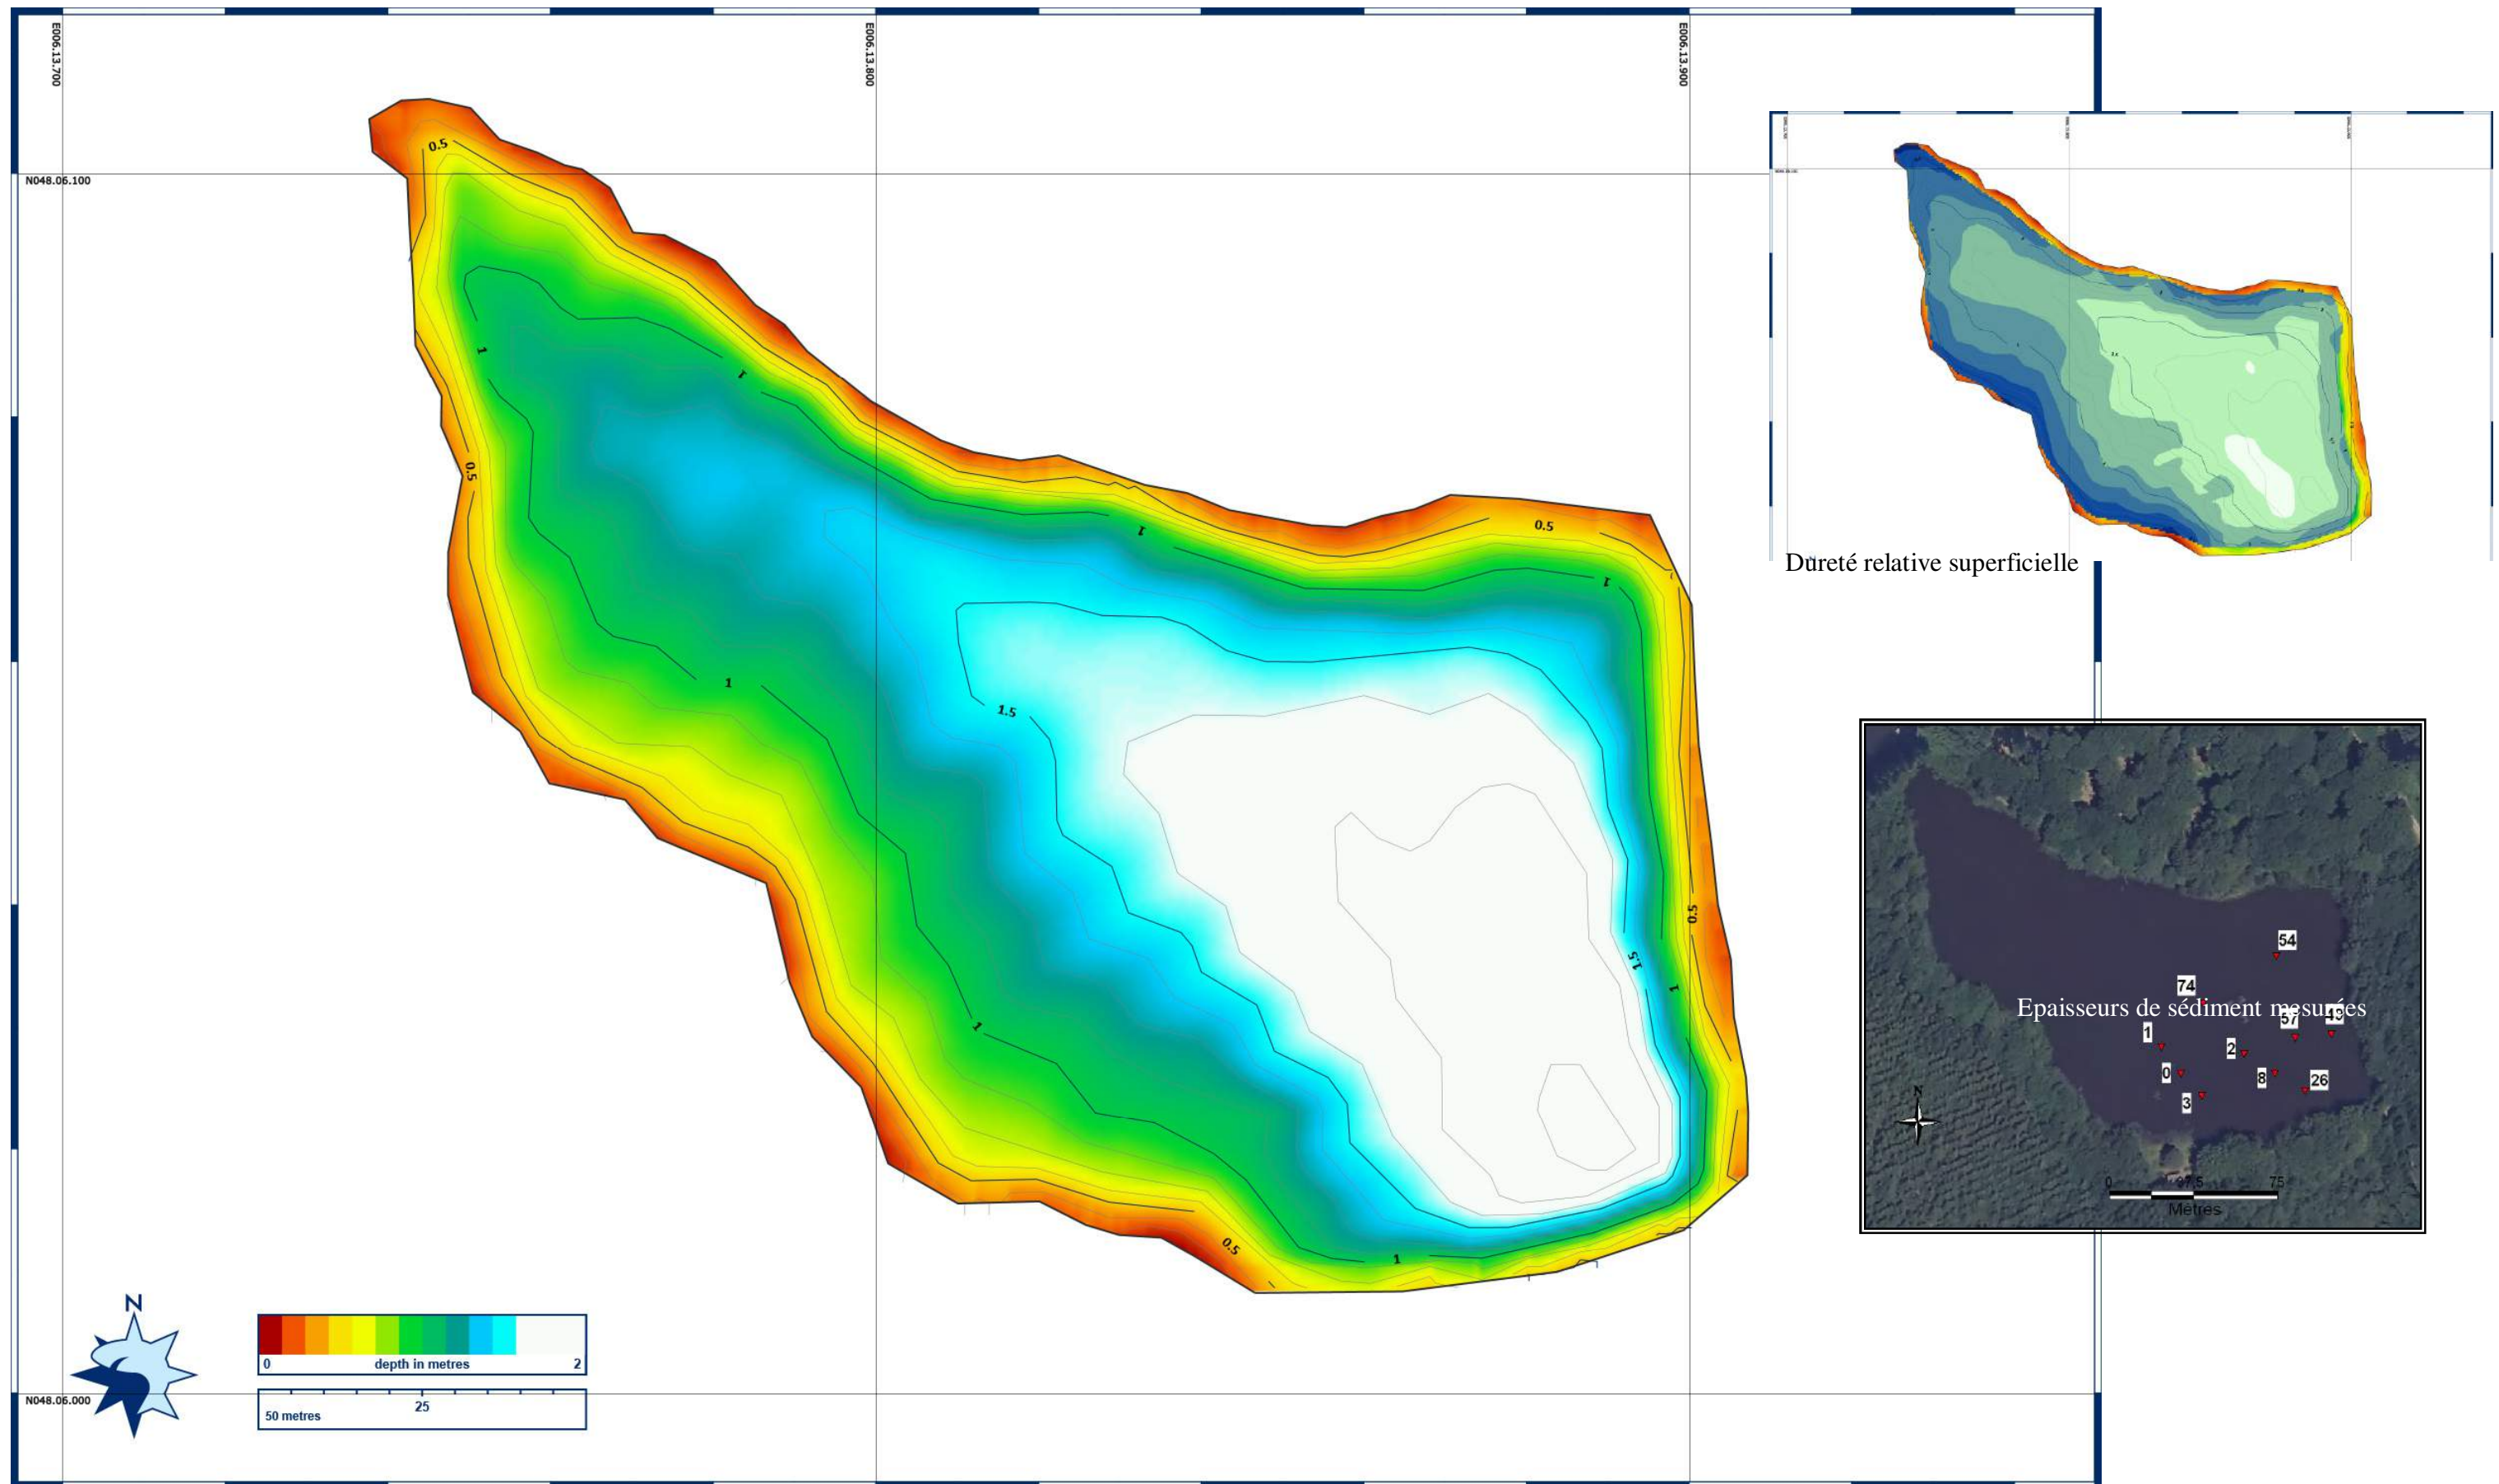 E006.13.700
E006.13.800
E006.13.900
N048.06.100
0.5
1
1
0.5
1
0.5
1
1
1.5
0.5
1.5
1
1
0.5
1
Dureté relative superficielle
54
74
Epaisseurs de sédiment mesurées
57
1
2
0
8
26
3
N
0
37,5
75
Mètres
N
0
depth in metres
2
25
50 metres
N048.06.000